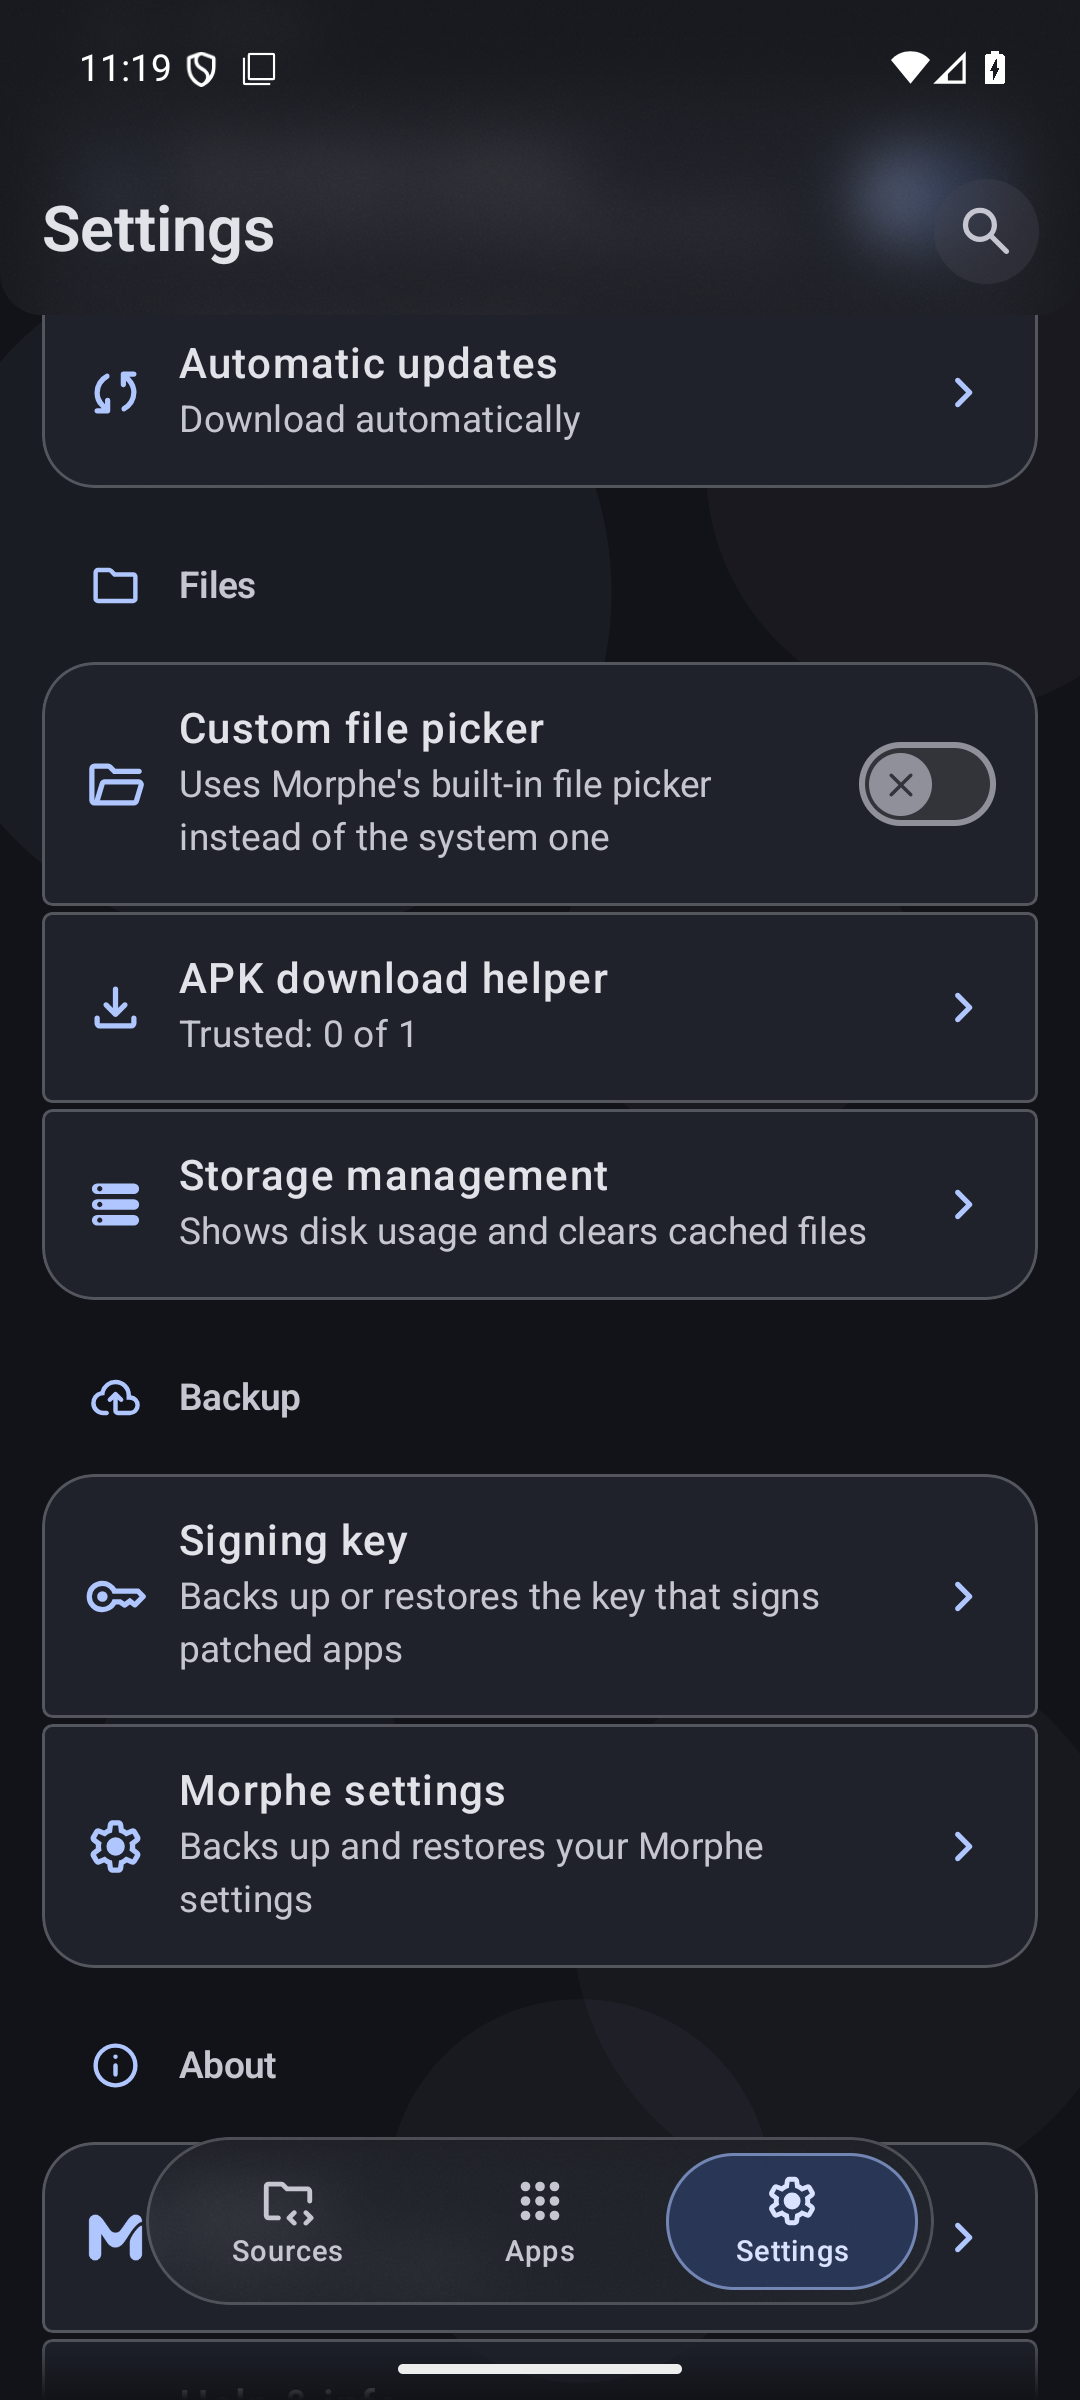 11:19
Settings
Automatic updates
Download automatically
Files
Custom file picker
Uses Morphe's built-in file picker
instead of the system one
APK download helper
Trusted: 0 of 1
Storage management
Shows disk usage and clears cached files
Backup
Signing key
Backs up or restores the key that signs
patched apps
Morphe settings
Backs up and restores your Morphe
settings
About
Sources
Apps
Settings